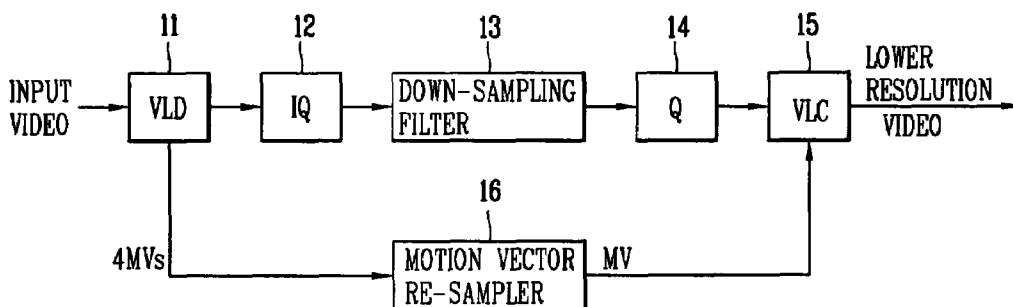 11
12
13
14
15
INPUT
VIDEO
VLD
IQ
DOWN-SAMPLING
FILTER
Q
VLC
LOWER
RESOLUTION
VIDEO
16
4MVs
MOTION VECTOR
RE-SAMPLER
MV